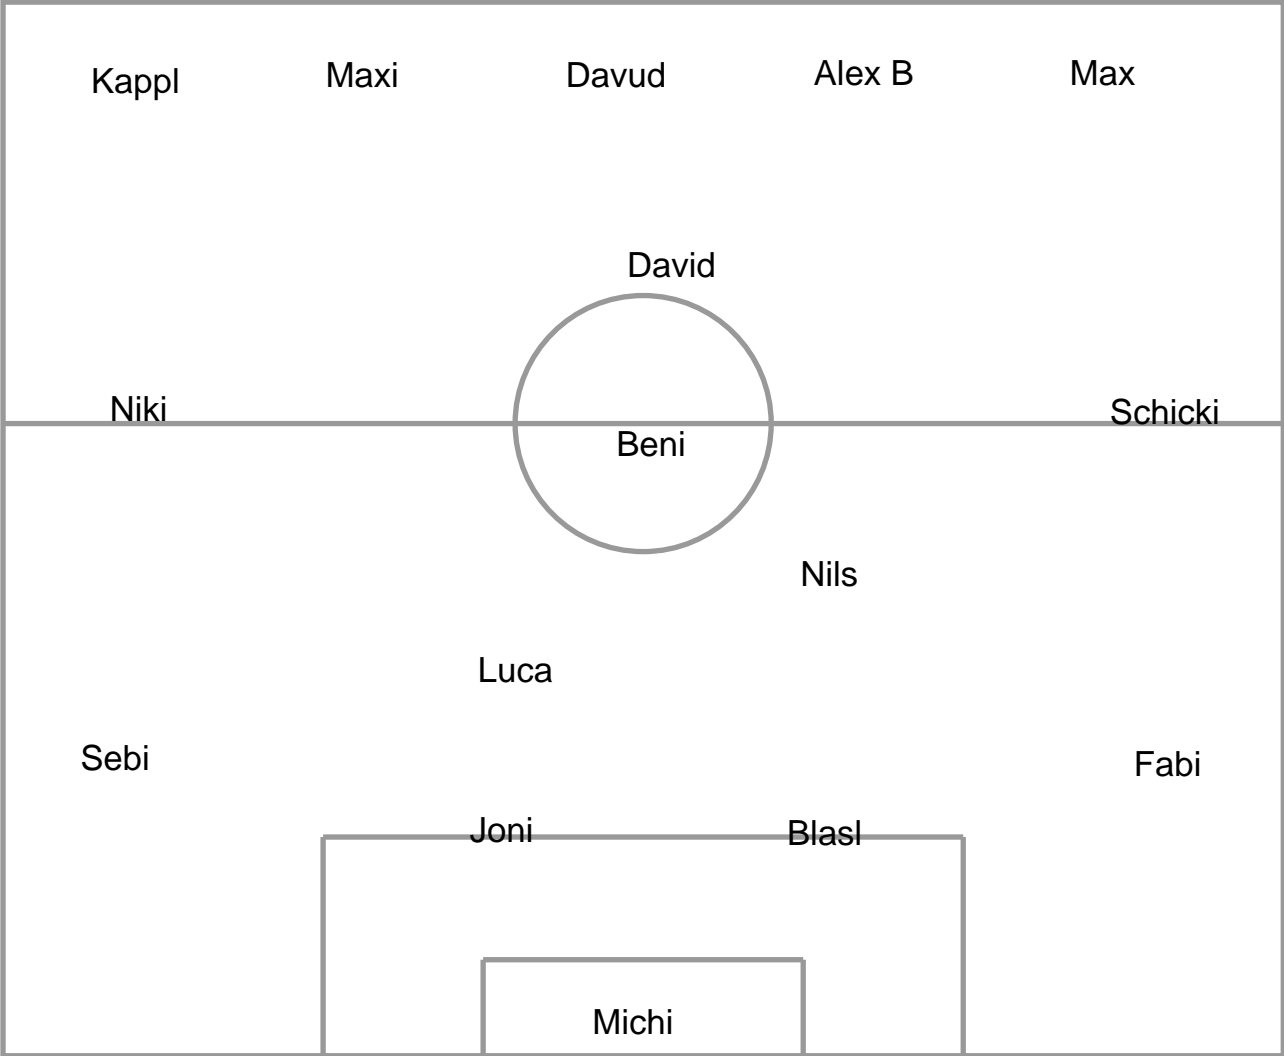 Kappl Maxi Davud Alex B Max
David
Niki Schicki
Beni
Nils
Luca
Sebi Fabi
Joni Blasl
Michi